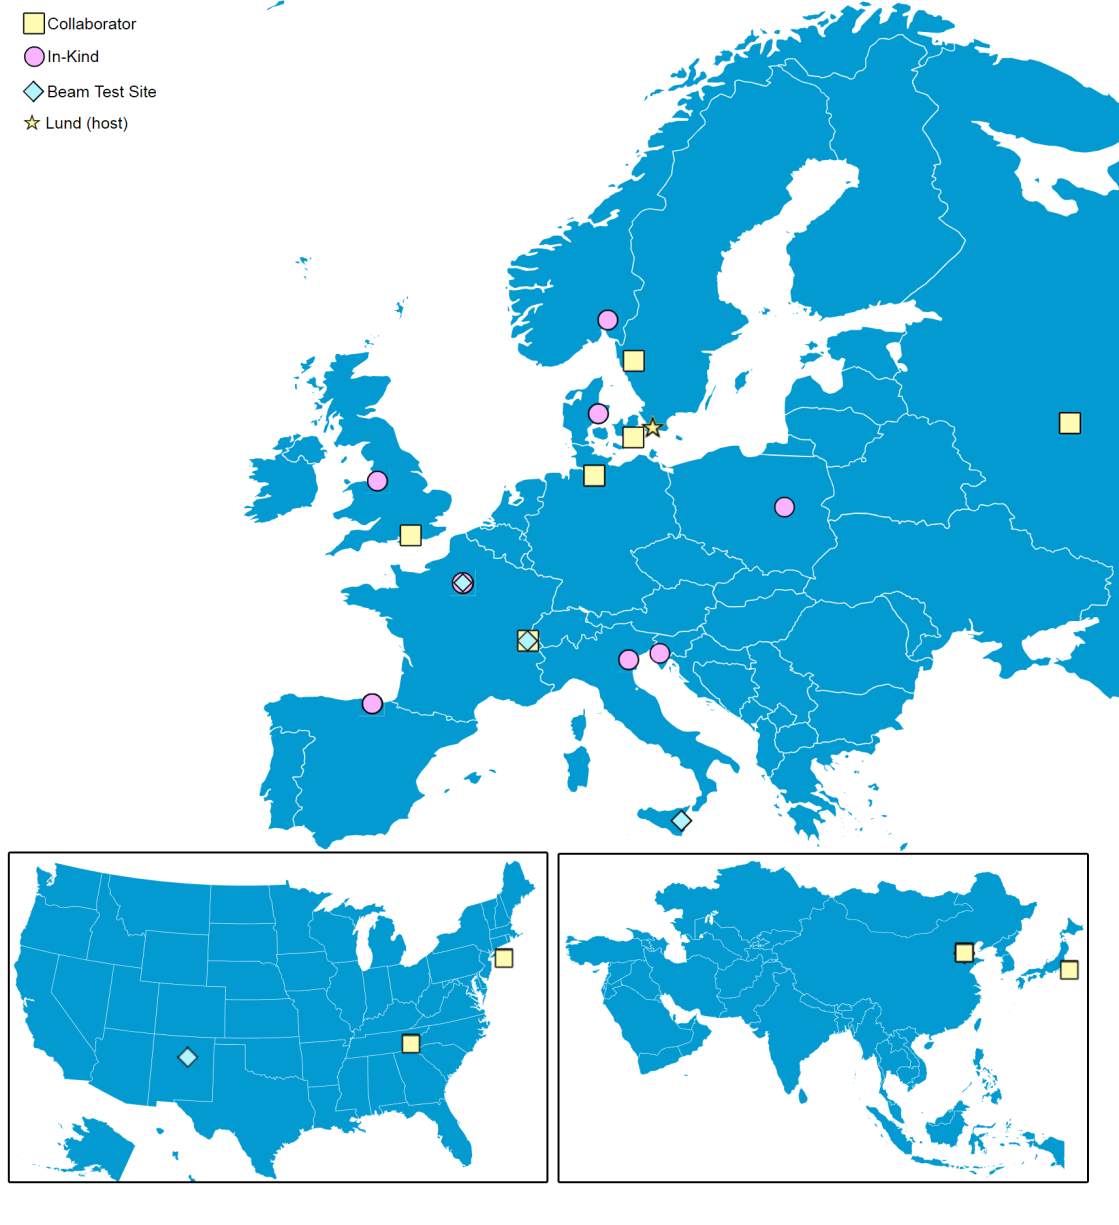 Collaborator
In-Kind
Beam Test Site
Lund (host)